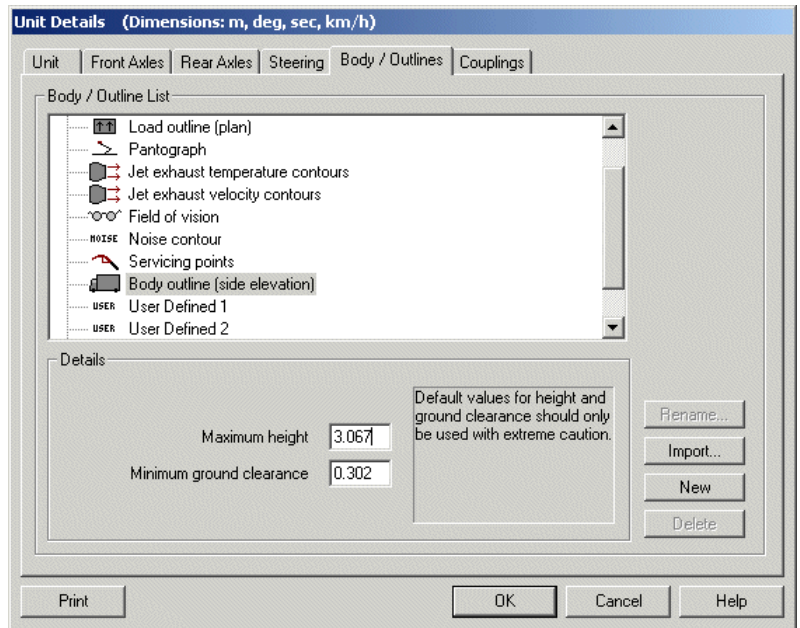 Unit Details (Dimensions: m, deg, sec, km/h)
Unit Front Axles Rear Axles Steering Body / Outlines Couplings
Body / Outline List
Load outline (plan)
Pantograph
Jet exhaust temperature contours
Jet exhaust velocity contours
Field of vision
NOISE Noise contour
Servicing points
Body outline (side elevation)
USER User Defined 1
USER User Defined 2
Details
Maximum height 3.067
Minimum ground clearance 0.302
Default values for height and
ground clearance should only
be used with extreme caution.
Rename...
Import...
New
Delete
Print OK Cancel Help